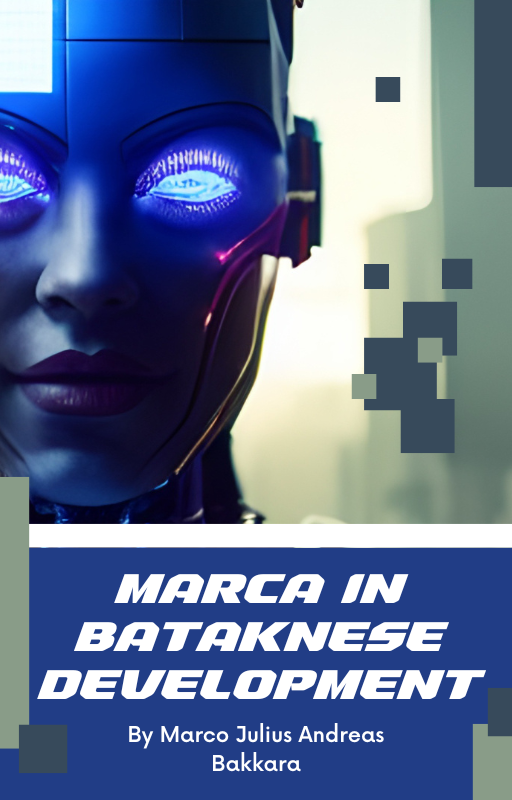 MARCA IN
BATAKNESE
DEVELOPMENT
By Marco Julius Andreas
Bakkara